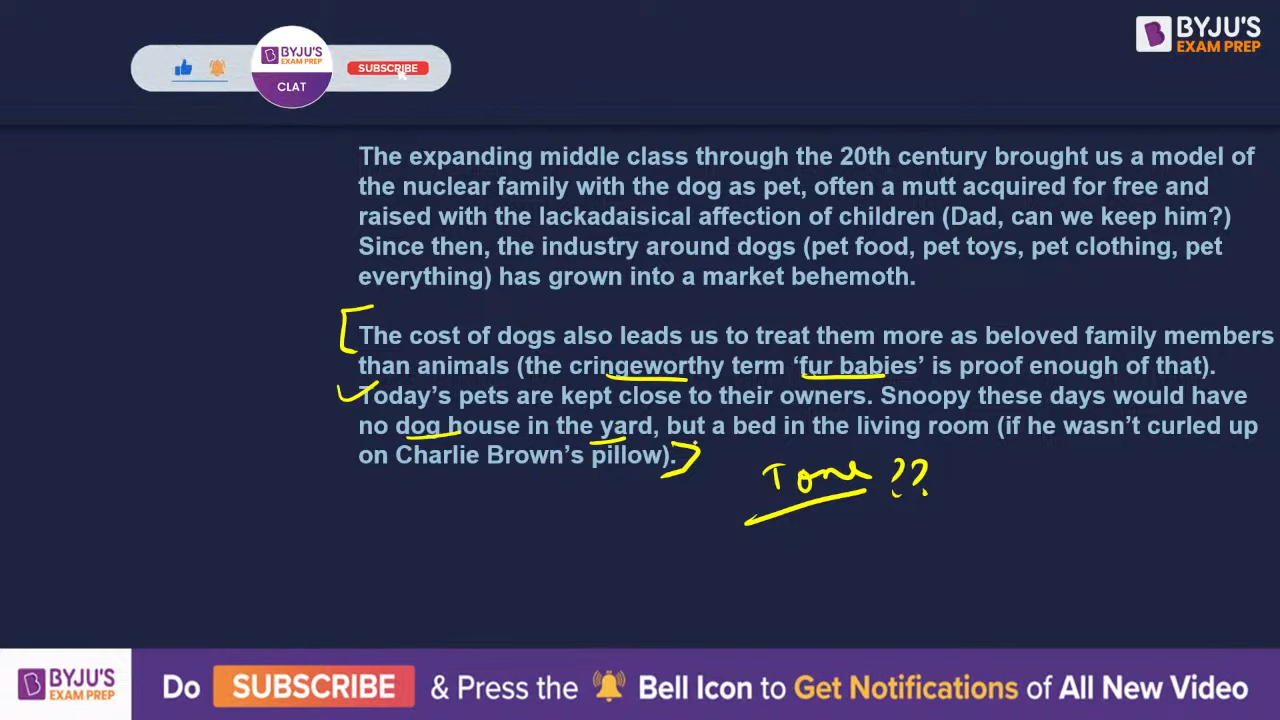 BYJU'S
EXAM PREP
BYJU'S
EXAM PREP
CLAT
SUBSCRIBE
The expanding middle class through the 20th century brought us a model of
the nuclear family with the dog as pet, often a mutt acquired for free and
raised with the lackadaisical affection of children (Dad, can we keep him?)
Since then, the industry around dogs (pet food, pet toys, pet clothing, pet
everything) has grown into a market behemoth.
The cost of dogs also leads us to treat them more as beloved family members
than animals (the cringeworthy term ‘fur babies’ is proof enough of that).
Today’s pets are kept close to their owners. Snoopy these days would have
no dog house in the yard, but a bed in the living room (if he wasn’t curled up
on Charlie Brown’s pillow).
Tone ??
BYJU'S
EXAM PREP
Do SUBSCRIBE & Press the Bell Icon to Get Notifications of All New Video